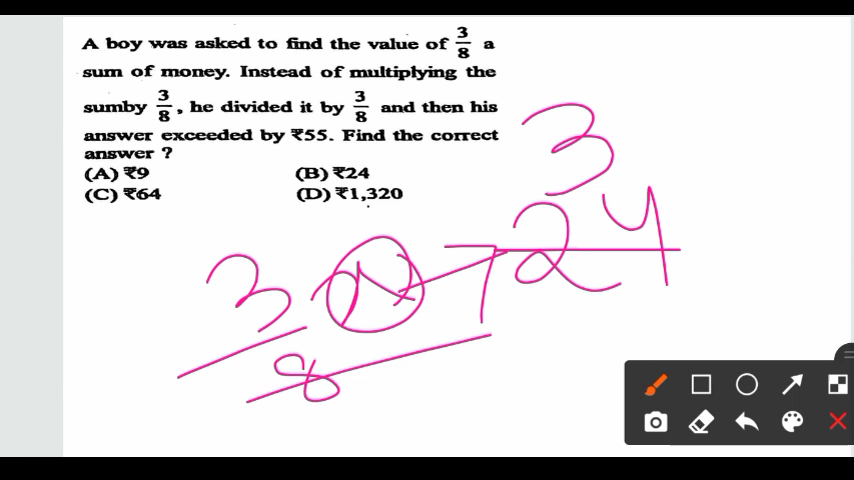 A boy was asked to find the value of 3/8 a
sum of money. Instead of multiplying the
sumby 3/8, he divided it by 3/8 and then his
answer exceeded by ₹55. Find the correct
answer ?
(A) ₹9 (B) ₹24
(C) ₹64 (D) ₹1,320
3
3 x 24
8